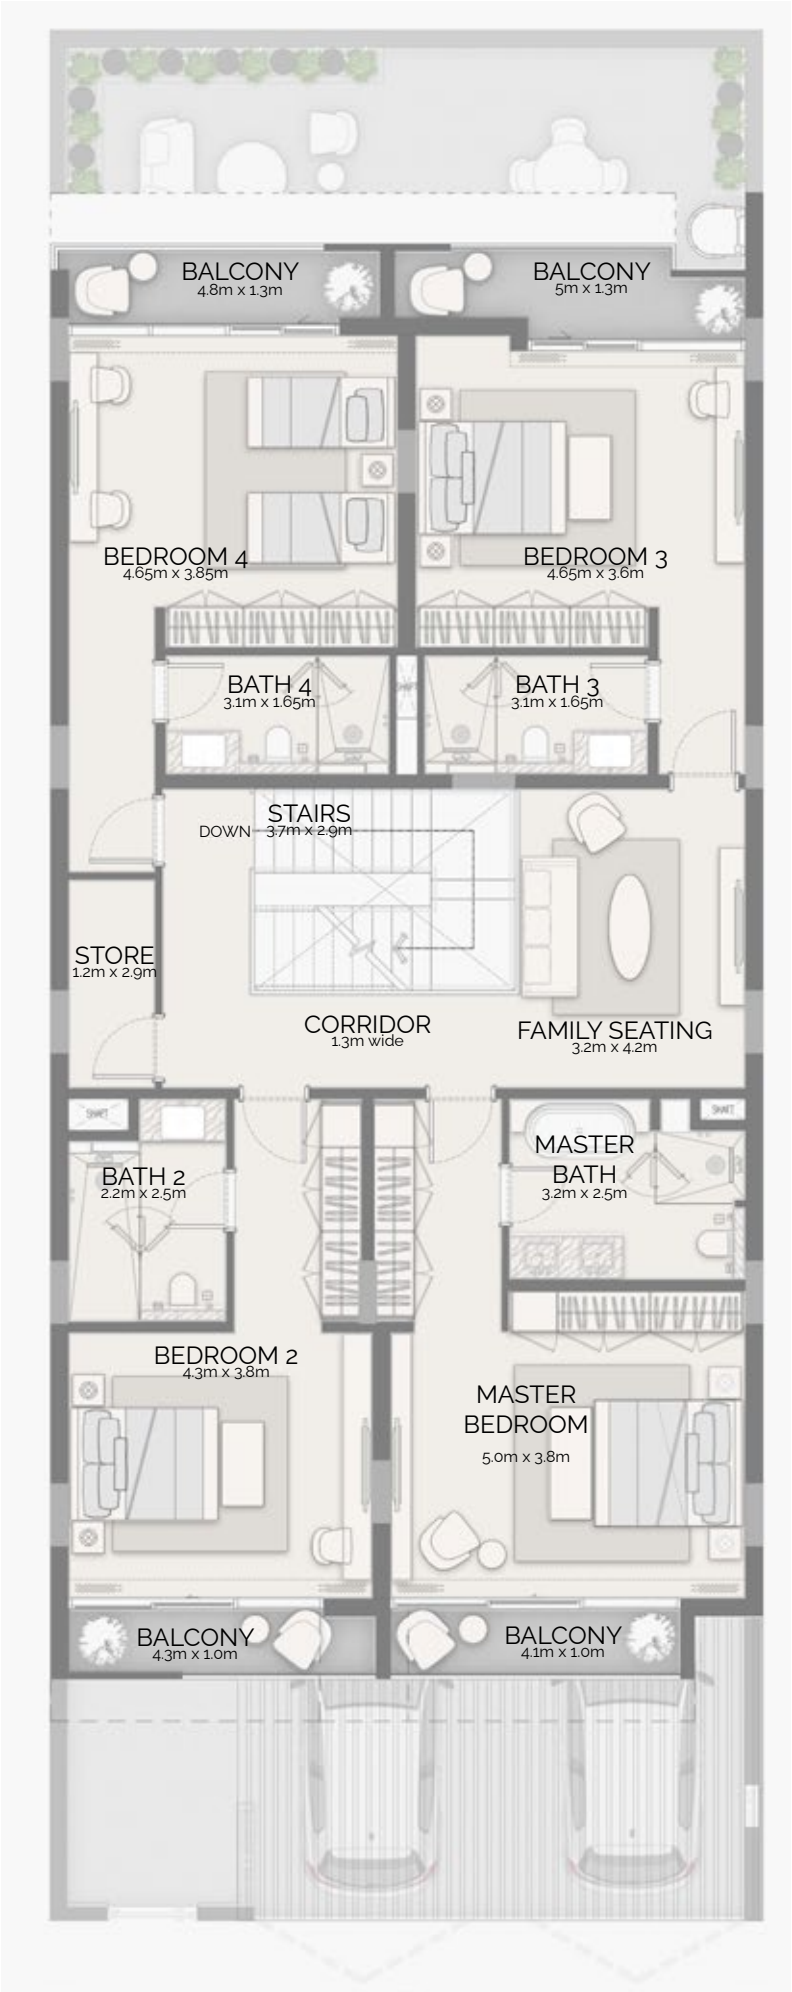 BALCONY
4.8m x 1.3m
BALCONY
5m x 1.3m
BEDROOM 4
4.65m x 3.85m
BEDROOM 3
4.65m x 3.6m
BATH 4
3.1m x 1.65m
SHAFT
BATH 3
3.1m x 1.65m
STAIRS
DOWN
3.7m x 2.9m
STORE
1.2m x 2.9m
CORRIDOR
1.3m wide
FAMILY SEATING
3.2m x 4.2m
SHAFT
SHAFT
BATH 2
2.2m x 2.5m
MASTER
BATH
3.2m x 2.5m
BEDROOM 2
4.3m x 3.8m
MASTER
BEDROOM
5.0m x 3.8m
BALCONY
4.3m x 1.0m
BALCONY
4.1m x 1.0m